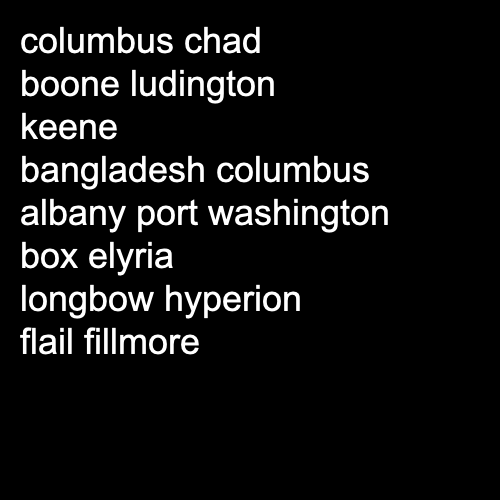 columbus chad
boone ludington
keene
bangladesh columbus
albany port washington
box elyria
longbow hyperion
flail fillmore